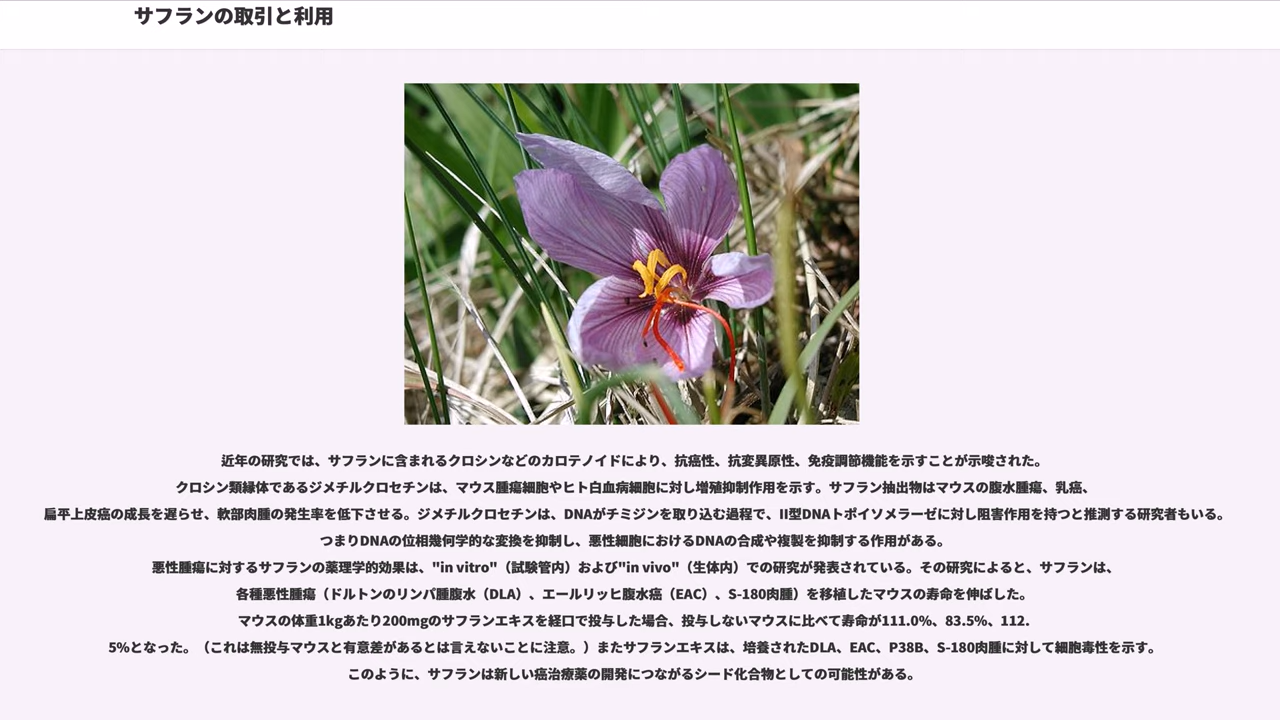 サフランの取引と利用
近年の研究では、サフランに含まれるクロシンなどのカロテノイドにより、抗癌性、抗変異原性、免疫調節機能を示すことが示唆された。
クロシン類縁体であるジメチルクロセチンは、マウス腫瘍細胞やヒト白血病細胞に対し増殖抑制作用を示す。サフラン抽出物はマウスの腹水腫瘍、乳癌、
扁平上皮癌の成長を遅らせ、軟部肉腫の発生率を低下させる。ジメチルクロセチンは、DNAがチミジンを取り込む過程で、II型DNAトポイソメラーゼに対し阻害作用を持つと推測する研究者もいる。
つまりDNAの位相幾何学的な変換を抑制し、悪性細胞におけるDNAの合成や複製を抑制する作用がある。
悪性腫瘍に対するサフランの薬理学的効果は、"in vitro"（試験管内）および"in vivo"（生体内）での研究が発表されている。その研究によると、サフランは、
各種悪性腫瘍（ドルトンのリンパ腫腹水（DLA）、エールリッヒ腹水癌（EAC）、S-180肉腫）を移植したマウスの寿命を伸ばした。
マウスの体重1kgあたり200mgのサフランエキスを経口で投与した場合、投与しないマウスに比べて寿命が111.0%、83.5%、112.
5%となった。（これは無投与マウスと有意差があるとは言えないことに注意。）またサフランエキスは、培養されたDLA、EAC、P38B、S-180肉腫に対して細胞毒性を示す。
このように、サフランは新しい癌治療薬の開発につながるシード化合物としての可能性がある。